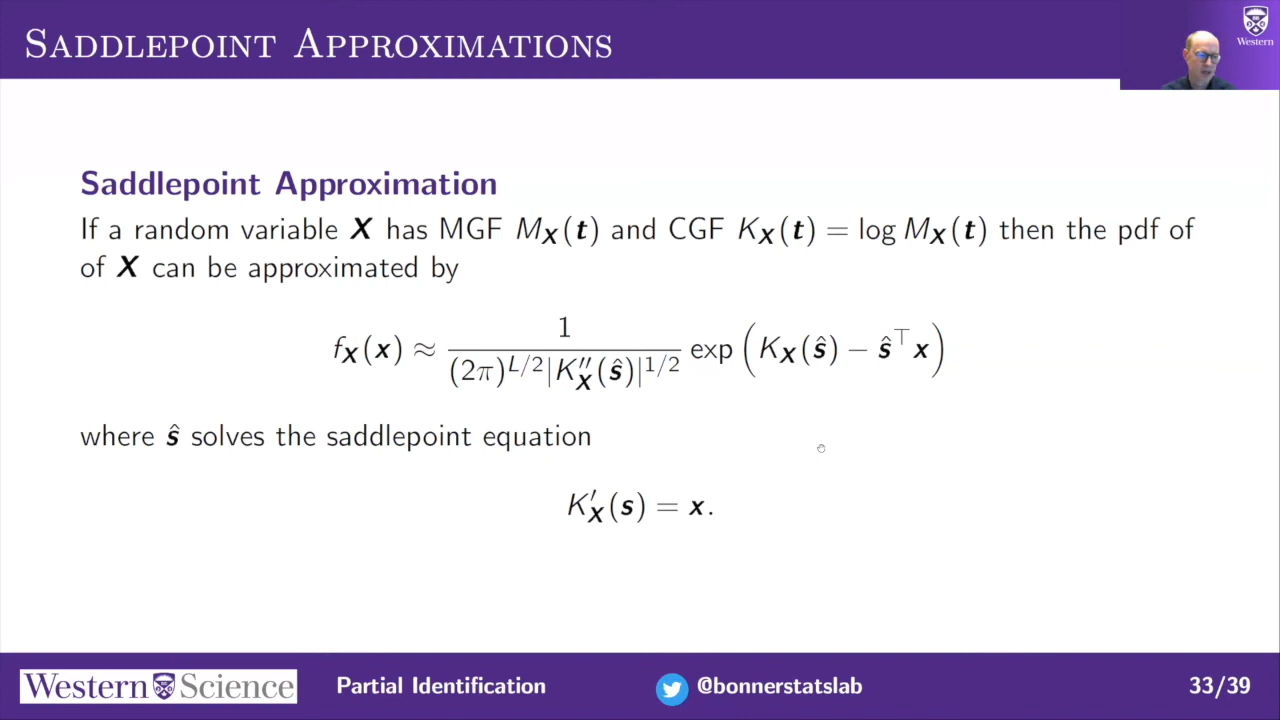 SADDLEPOINT APPROXIMATIONS
Western
Saddlepoint Approximation
If a random variable X has MGF M_X(t) and CGF K_X(t) = log M_X(t) then the pdf of
of X can be approximated by
f_X(x) ≈ 1 / ((2π)^{L/2} |K''_X(ŝ)|^{1/2}) exp (K_X(ŝ) − ŝ^⊤ x)
where ŝ solves the saddlepoint equation
K'_X(s) = x.
Western Science Partial Identification @bonnerstatslab 33/39